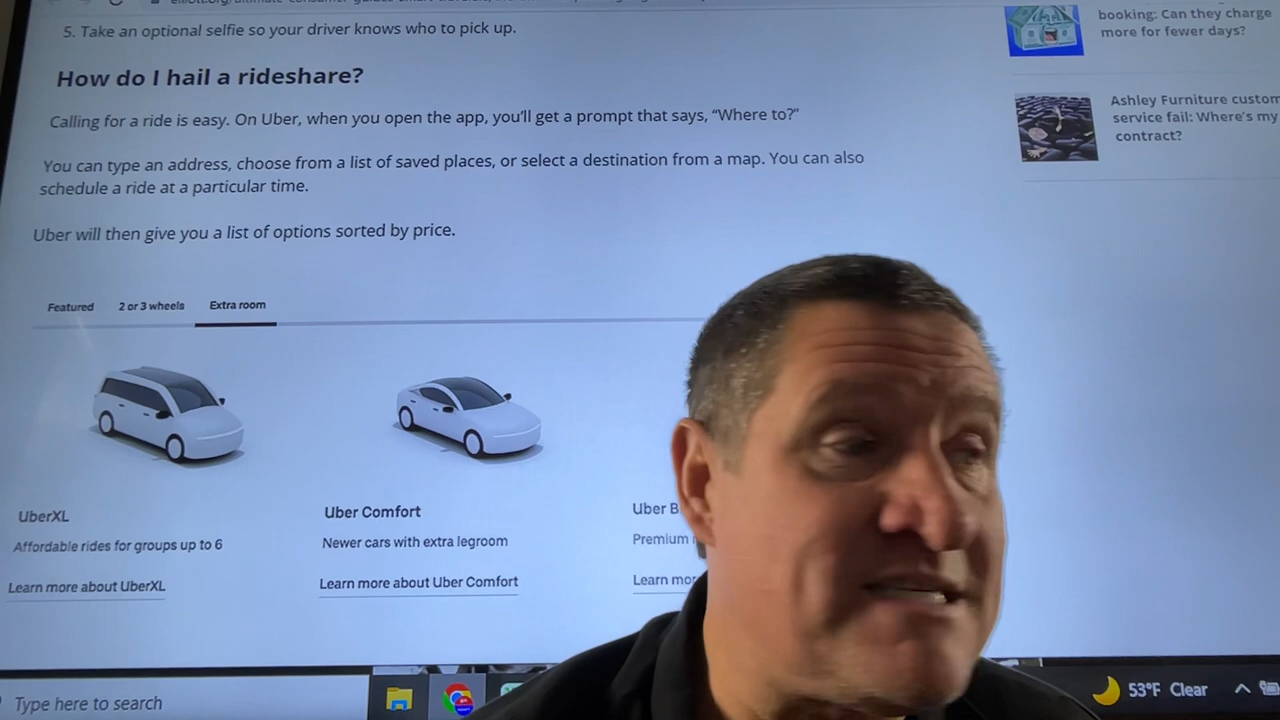 5. Take an optional selfie so your driver knows who to pick up.
How do I hail a rideshare?
Calling for a ride is easy. On Uber, when you open the app, you'll get a prompt that says, “Where to?”
You can type an address, choose from a list of saved places, or select a destination from a map. You can also
schedule a ride at a particular time.
Uber will then give you a list of options sorted by price.
Featured 2 or 3 wheels Extra room
UberXL
Affordable rides for groups up to 6
Learn more about UberXL
Uber Comfort
Newer cars with extra legroom
Learn more about Uber Comfort
Uber B
Premium
Learn
booking: Can they charge
more for fewer days?
Ashley Furniture custom
service fail: Where's my
contract?
Type here to search
53°F Clear